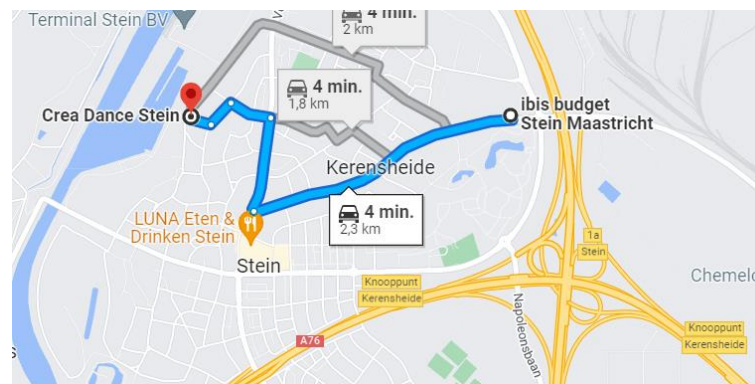 Terminal Stein BV
4 min.
2 km
4 min.
1,8 km
Crea Dance Stein
ibis budget
Stein Maastricht
Kerensheide
4 min.
2,3 km
LUNA Eten &
Drinken Stein
Stein
1a
Stein
Knooppunt
Kerensheide
Chemelo
Napoleonsbaan
A76
Knooppunt
Kerensheide